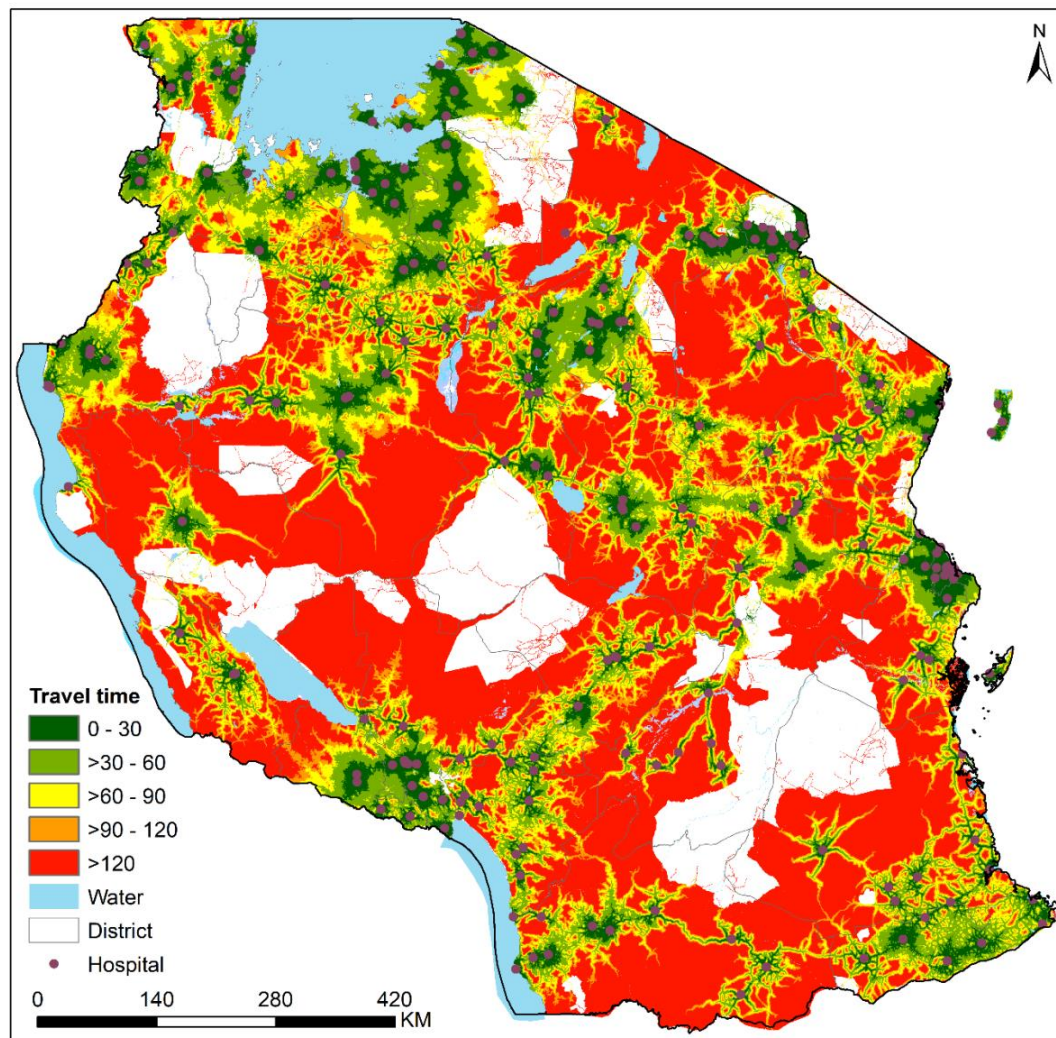 N
Travel time
0 - 30
>30 - 60
>60 - 90
>90 - 120
>120
Water
District
Hospital
0 140 280 420
KM